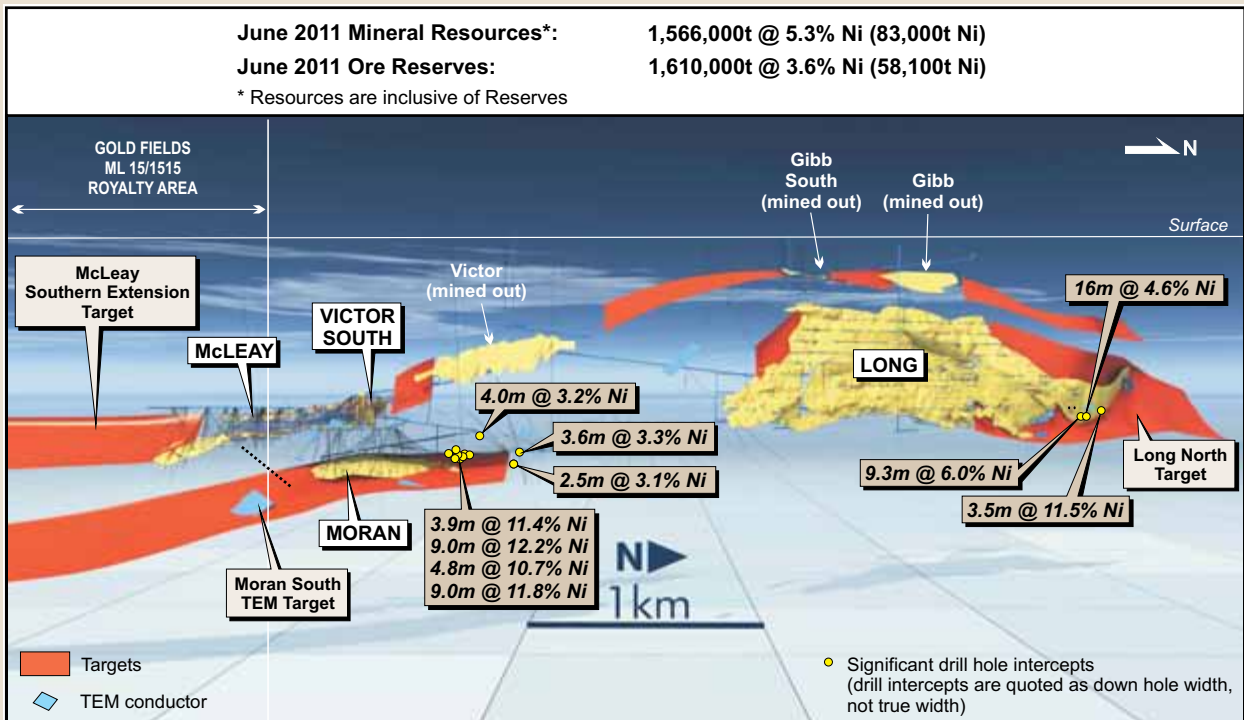 June 2011 Mineral Resources*: 1,566,000t @ 5.3% Ni (83,000t Ni)
June 2011 Ore Reserves: 1,610,000t @ 3.6% Ni (58,100t Ni)
* Resources are inclusive of Reserves
GOLD FIELDS
ML 15/1515
ROYALTY AREA
N
Gibb
South
(mined out)
Gibb
(mined out)
Surface
McLeay
Southern Extension
Target
Victor
(mined out)
16m @ 4.6% Ni
VICTOR
SOUTH
McLEAY
LONG
4.0m @ 3.2% Ni
3.6m @ 3.3% Ni
2.5m @ 3.1% Ni
9.3m @ 6.0% Ni
Long North
Target
3.5m @ 11.5% Ni
MORAN
3.9m @ 11.4% Ni
9.0m @ 12.2% Ni
4.8m @ 10.7% Ni
9.0m @ 11.8% Ni
N
1km
Moran South
TEM Target
Targets
TEM conductor
Significant drill hole intercepts
(drill intercepts are quoted as down hole width,
not true width)